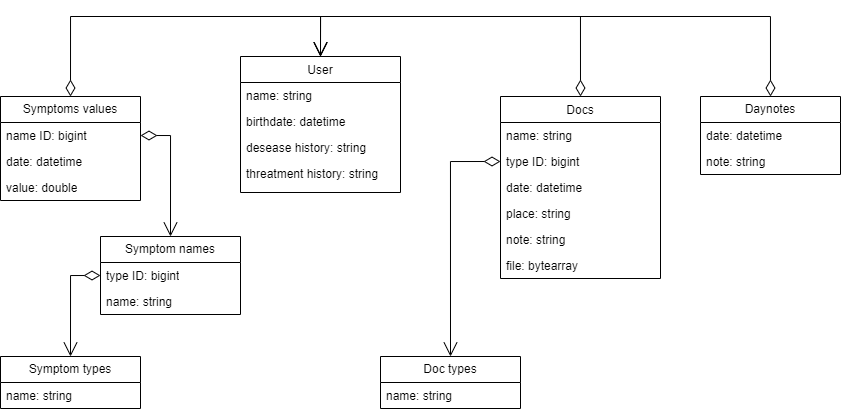 User
name: string
birthdate: datetime
desease history: string
threatment history: string
Symptoms values
name ID: bigint
date: datetime
value: double
Docs
name: string
type ID: bigint
date: datetime
place: string
note: string
file: bytearray
Daynotes
date: datetime
note: string
Symptom names
type ID: bigint
name: string
Symptom types
name: string
Doc types
name: string